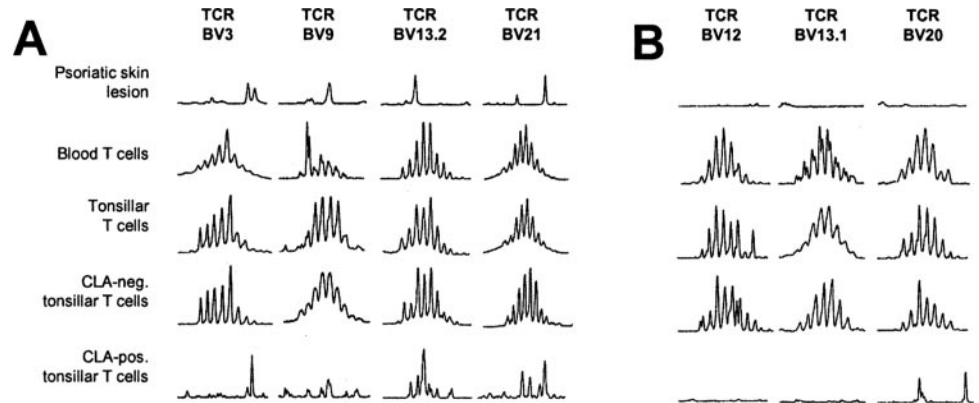 A
TCR
BV3
TCR
BV9
TCR
BV13.2
TCR
BV21
B
TCR
BV12
TCR
BV13.1
TCR
BV20
Psoriatic skin
lesion
Blood T cells
Tonsillar
T cells
CLA-neg.
tonsillar T cells
CLA-pos.
tonsillar T cells